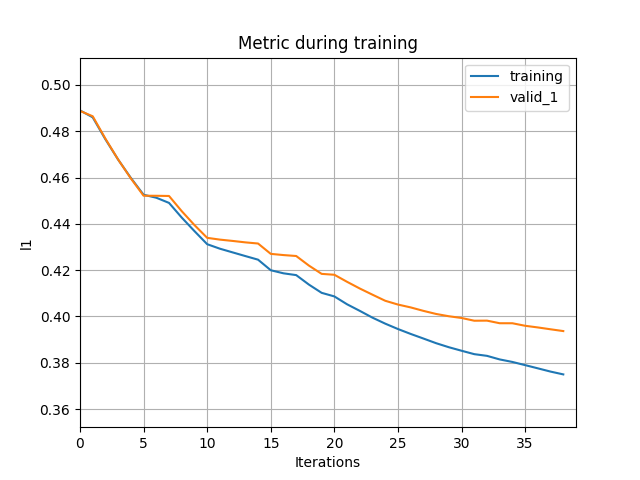 Metric during training
training
valid_1
0.50
0.48
0.46
0.44
0.42
0.40
0.38
0.36
l1
0 5 10 15 20 25 30 35
Iterations